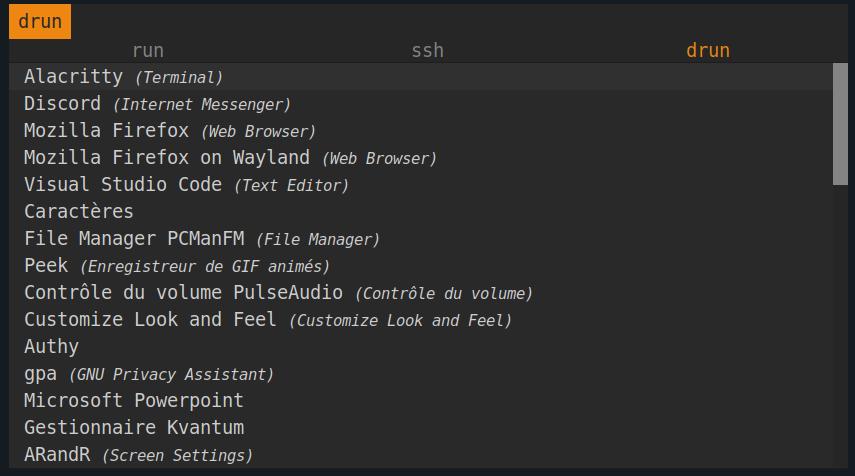 drun
run ssh drun
Alacritty (Terminal)
Discord (Internet Messenger)
Mozilla Firefox (Web Browser)
Mozilla Firefox on Wayland (Web Browser)
Visual Studio Code (Text Editor)
Caractères
File Manager PCManFM (File Manager)
Peek (Enregistreur de GIF animés)
Contrôle du volume PulseAudio (Contrôle du volume)
Customize Look and Feel (Customize Look and Feel)
Authy
gpa (GNU Privacy Assistant)
Microsoft Powerpoint
Gestionnaire Kvantum
ARandR (Screen Settings)